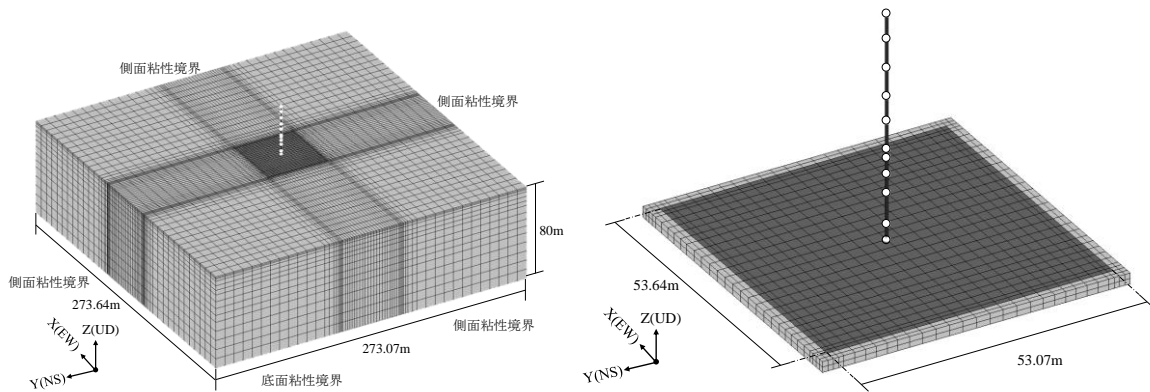 側面粘性境界
側面粘性境界
80m
側面粘性境界
273.64m
X(EW)
Z(UD)
Y(NS)
273.07m
側面粘性境界
底面粘性境界
53.64m
X(EW)
Z(UD)
Y(NS)
53.07m